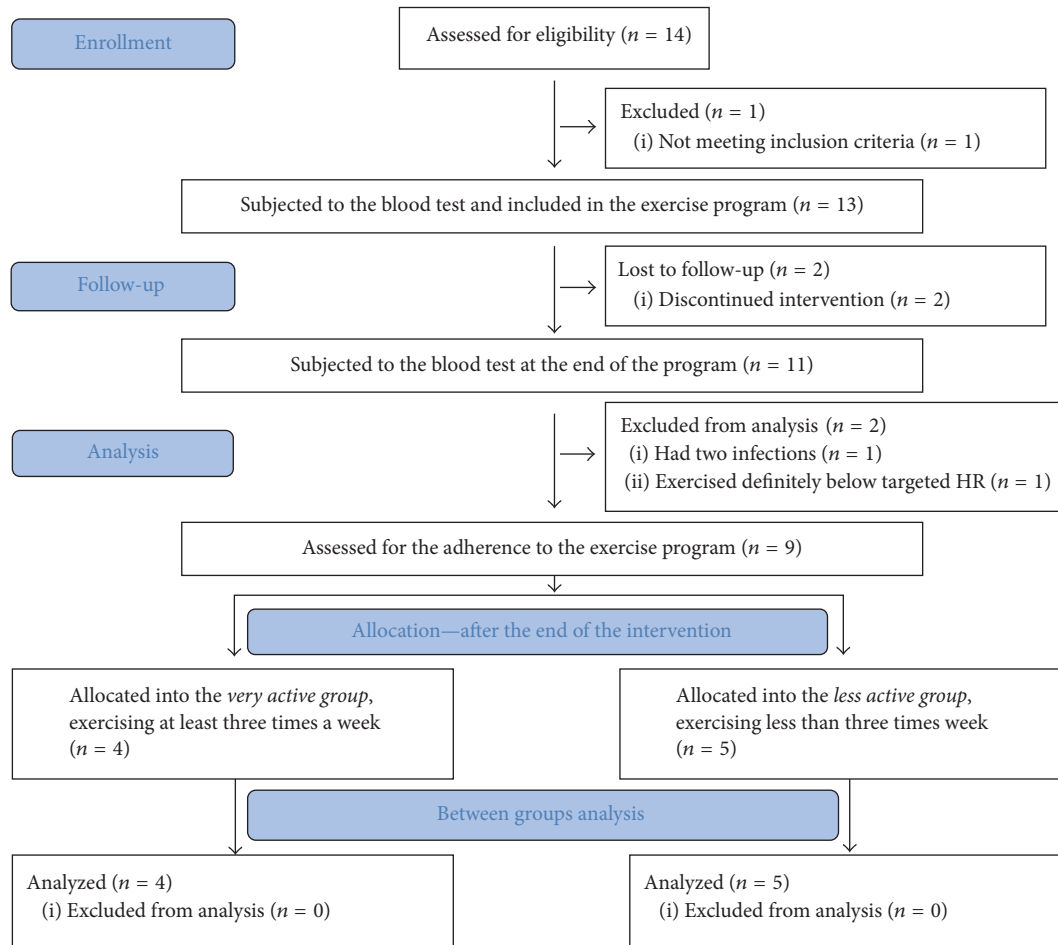 Enrollment
Assessed for eligibility (n = 14)
Excluded (n = 1)
(i) Not meeting inclusion criteria (n = 1)
Subjected to the blood test and included in the exercise program (n = 13)
Follow-up
Lost to follow-up (n = 2)
(i) Discontinued intervention (n = 2)
Subjected to the blood test at the end of the program (n = 11)
Analysis
Excluded from analysis (n = 2)
(i) Had two infections (n = 1)
(ii) Exercised definitely below targeted HR (n = 1)
Assessed for the adherence to the exercise program (n = 9)
Allocation—after the end of the intervention
Allocated into the very active group,
exercising at least three times a week
(n = 4)
Allocated into the less active group,
exercising less than three times week
(n = 5)
Between groups analysis
Analyzed (n = 4)
(i) Excluded from analysis (n = 0)
Analyzed (n = 5)
(i) Excluded from analysis (n = 0)